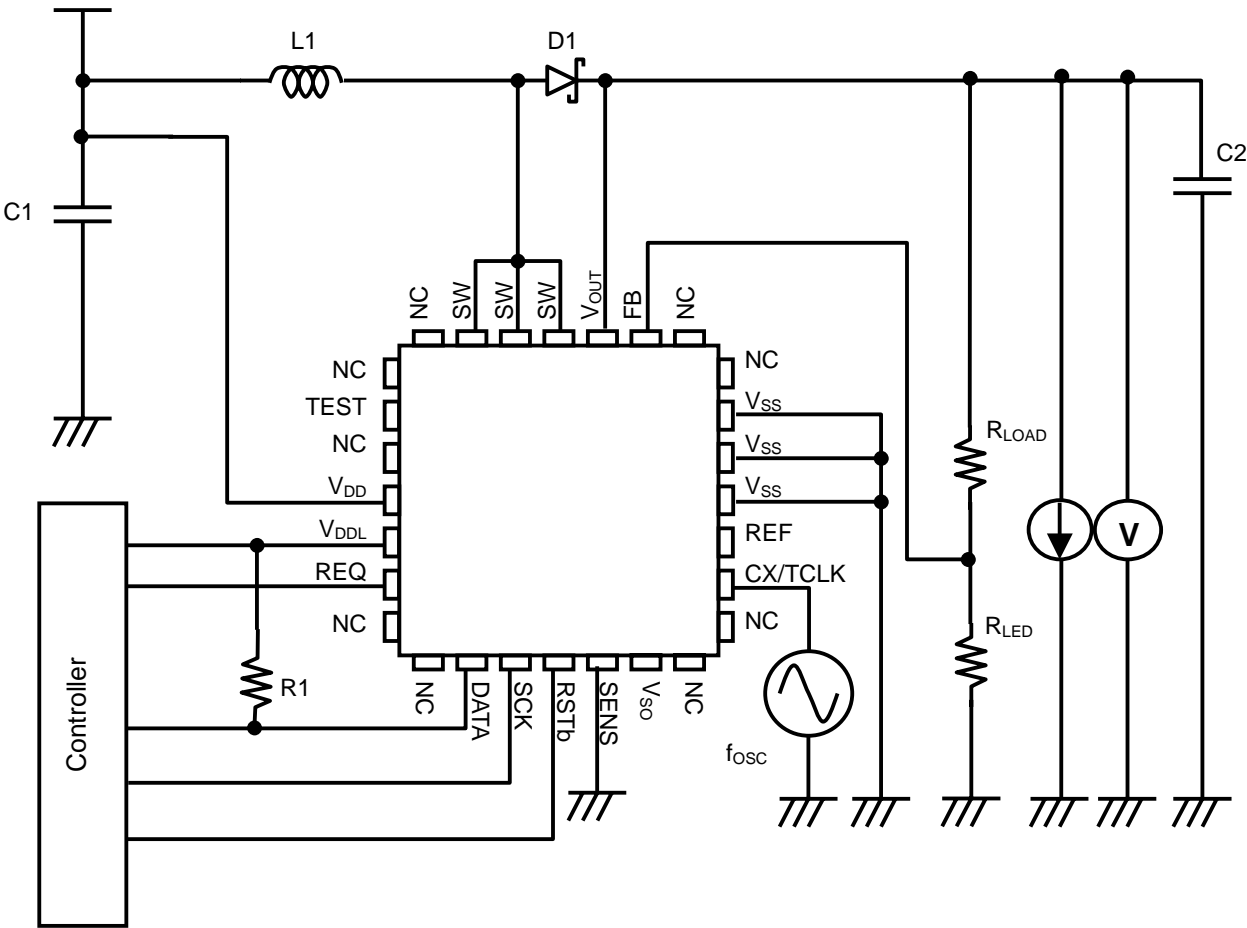 L1
D1
C2
C1
NC
SW
SW
SW
VOUT
FB
NC
NC
TEST
NC
VDD
VDDL
REQ
NC
NC
VSS
VSS
VSS
REF
CX/TCLK
NC
RLOAD
RLED
V
NC
DATA
SCK
RSTb
SENS
VSO
NC
R1
Controller
fOSC